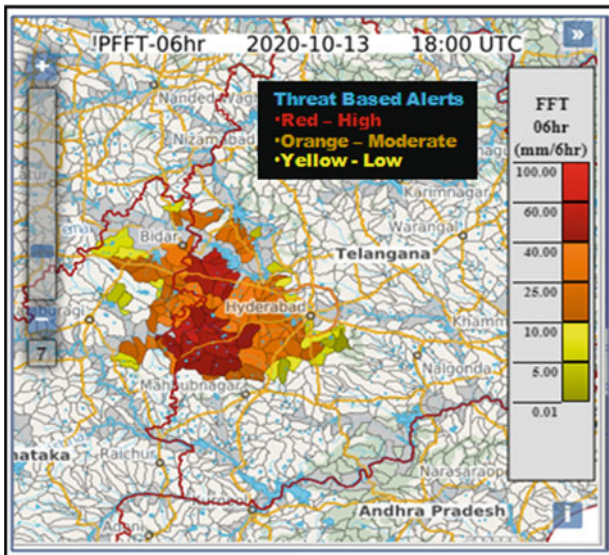 !PFFT-06hr 2020-10-13 18:00 UTC
»
+
Threat Based Alerts
•Red – High
•Orange – Moderate
•Yellow - Low
FFT
06hr
(mm/6hr)
100.00
60.00
40.00
25.00
10.00
5.00
0.01
Nanded
Nizamabad
Karimnagar
Warangal
Bidar
Telangana
Hyderabad
7
Nalgonda
Mahbubnagar
Raichur
Andhra Pradesh
i